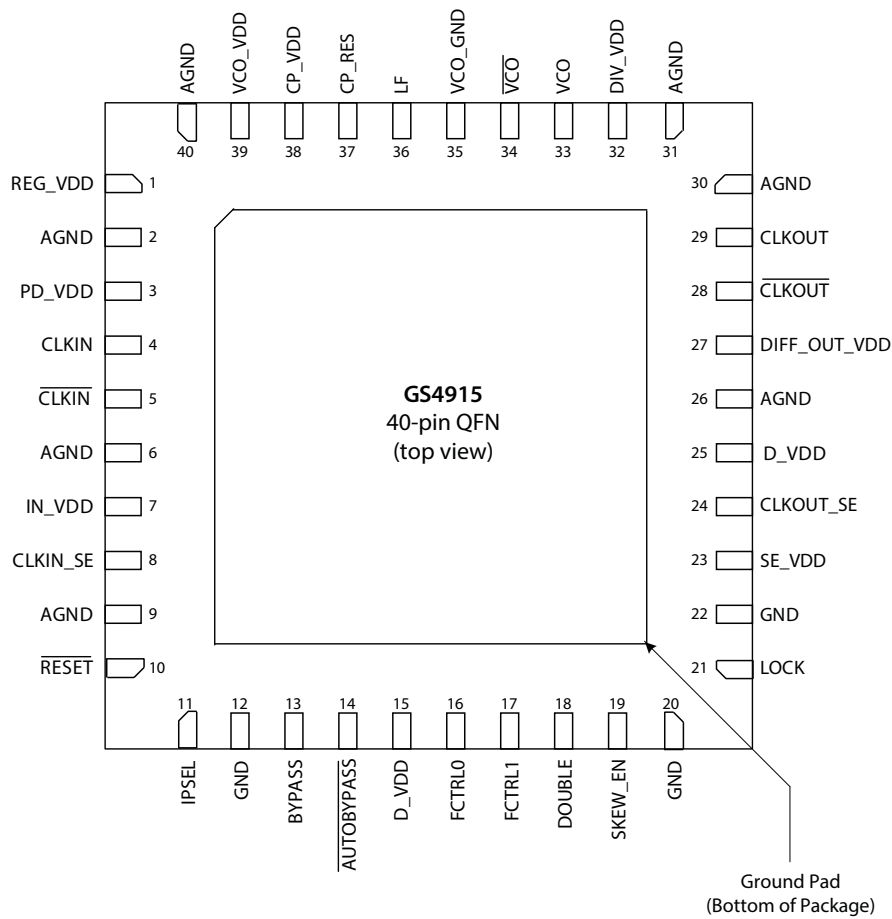 AGND
VCO_VDD
CP_VDD
CP_RES
LF
VCO_GND
VCO
VCO
DIV_VDD
AGND
40
39
38
37
36
35
34
33
32
31
REG_VDD 1
AGND 2
PD_VDD 3
CLKIN 4
CLKIN 5
AGND 6
IN_VDD 7
CLKIN_SE 8
AGND 9
RESET 10
GS4915
40-pin QFN
(top view)
30 AGND
29 CLKOUT
28 CLKOUT
27 DIFF_OUT_VDD
26 AGND
25 D_VDD
24 CLKOUT_SE
23 SE_VDD
22 GND
21 LOCK
11
12
13
14
15
16
17
18
19
20
IPSEL
GND
BYPASS
AUTOBYPASS
D_VDD
FCTRL0
FCTRL1
DOUBLE
SKEW_EN
GND
Ground Pad
(Bottom of Package)